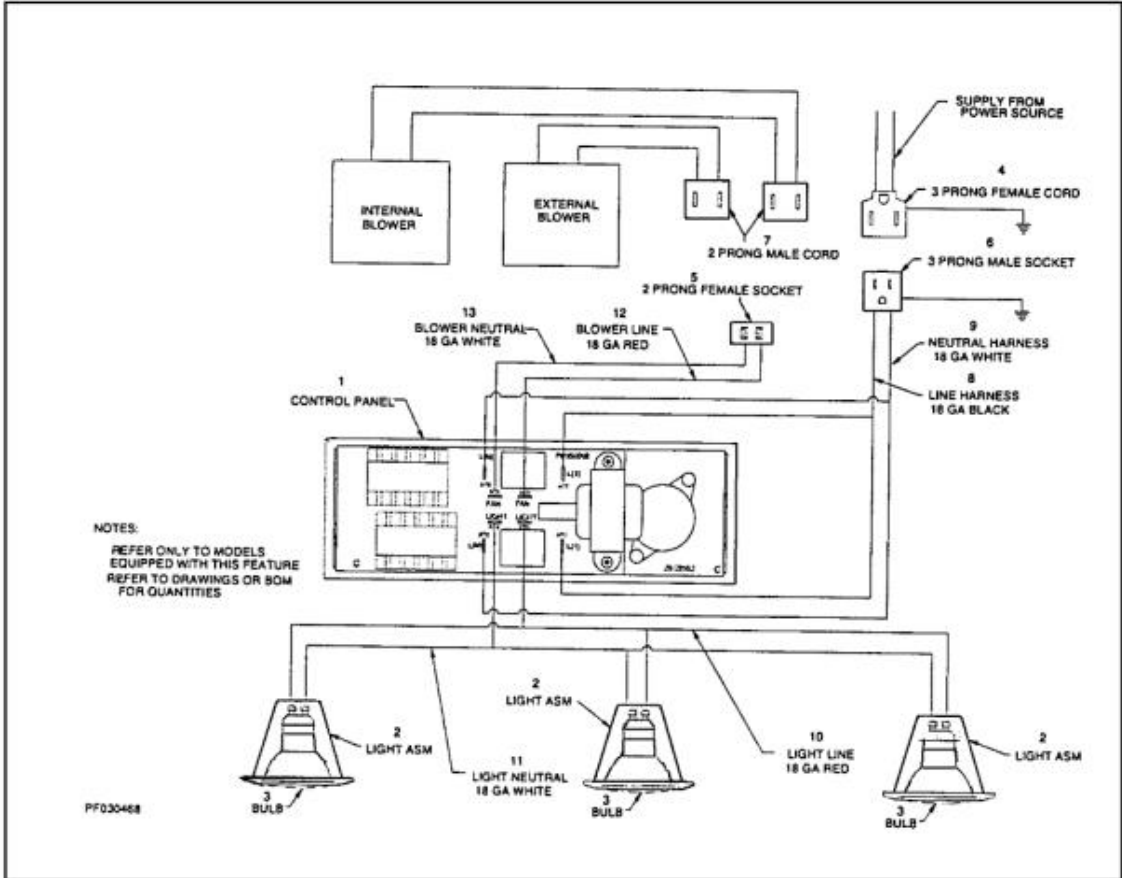 SUPPLY FROM
POWER SOURCE
4
3 PRONG FEMALE CORD
INTERNAL
BLOWER
EXTERNAL
BLOWER
7
2 PRONG MALE CORD
6
3 PRONG MALE SOCKET
5
2 PRONG FEMALE SOCKET
13
BLOWER NEUTRAL
18 GA WHITE
12
BLOWER LINE
18 GA RED
9
NEUTRAL HARNESS
18 GA WHITE
8
LINE HARNESS
18 GA BLACK
1
CONTROL PANEL
FAN
FAN
LIGHT
LIGHT
C
C
NOTES:
REFER ONLY TO MODELS
EQUIPPED WITH THIS FEATURE
REFER TO DRAWINGS OR BOM
FOR QUANTITIES
2
LIGHT ASM
2
LIGHT ASM
2
LIGHT ASM
10
LIGHT LINE
18 GA RED
11
LIGHT NEUTRAL
18 GA WHITE
3
BULB
3
BULB
3
BULB
PF030468